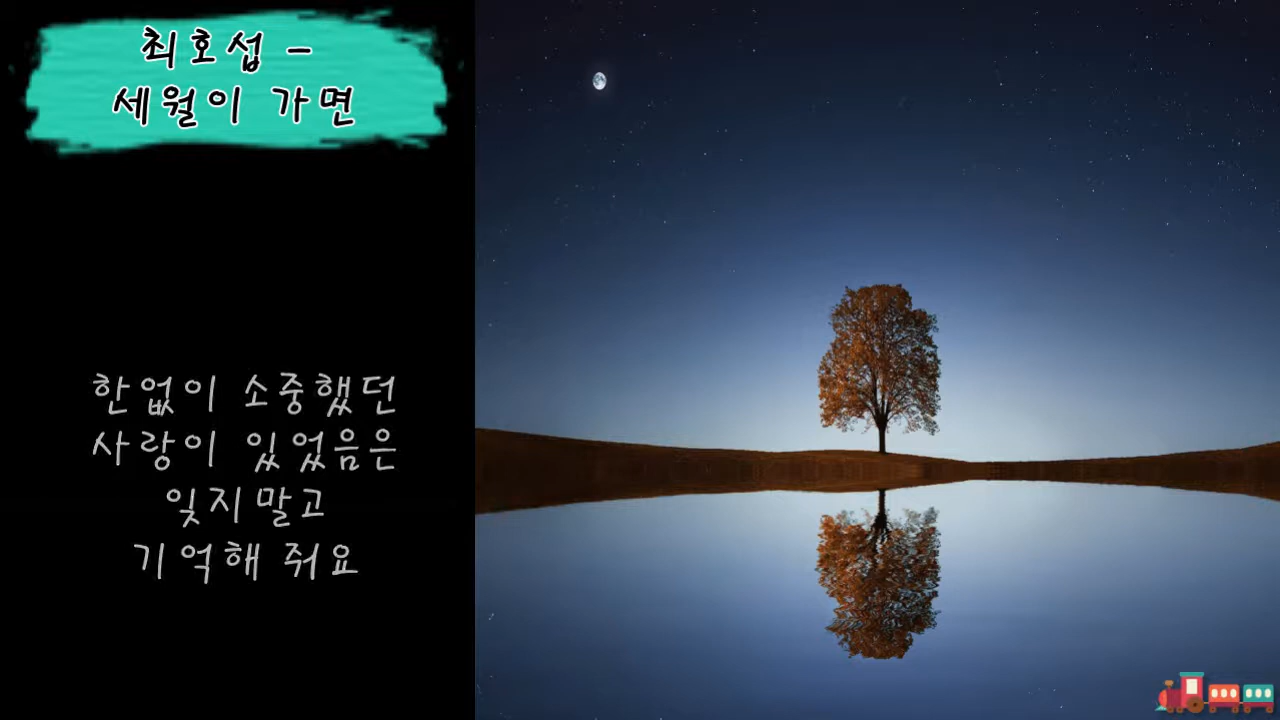 최호섭 -
세월이 가면
한없이 소중했던
사랑이 있었음은
잊지말고
기억해 줘요